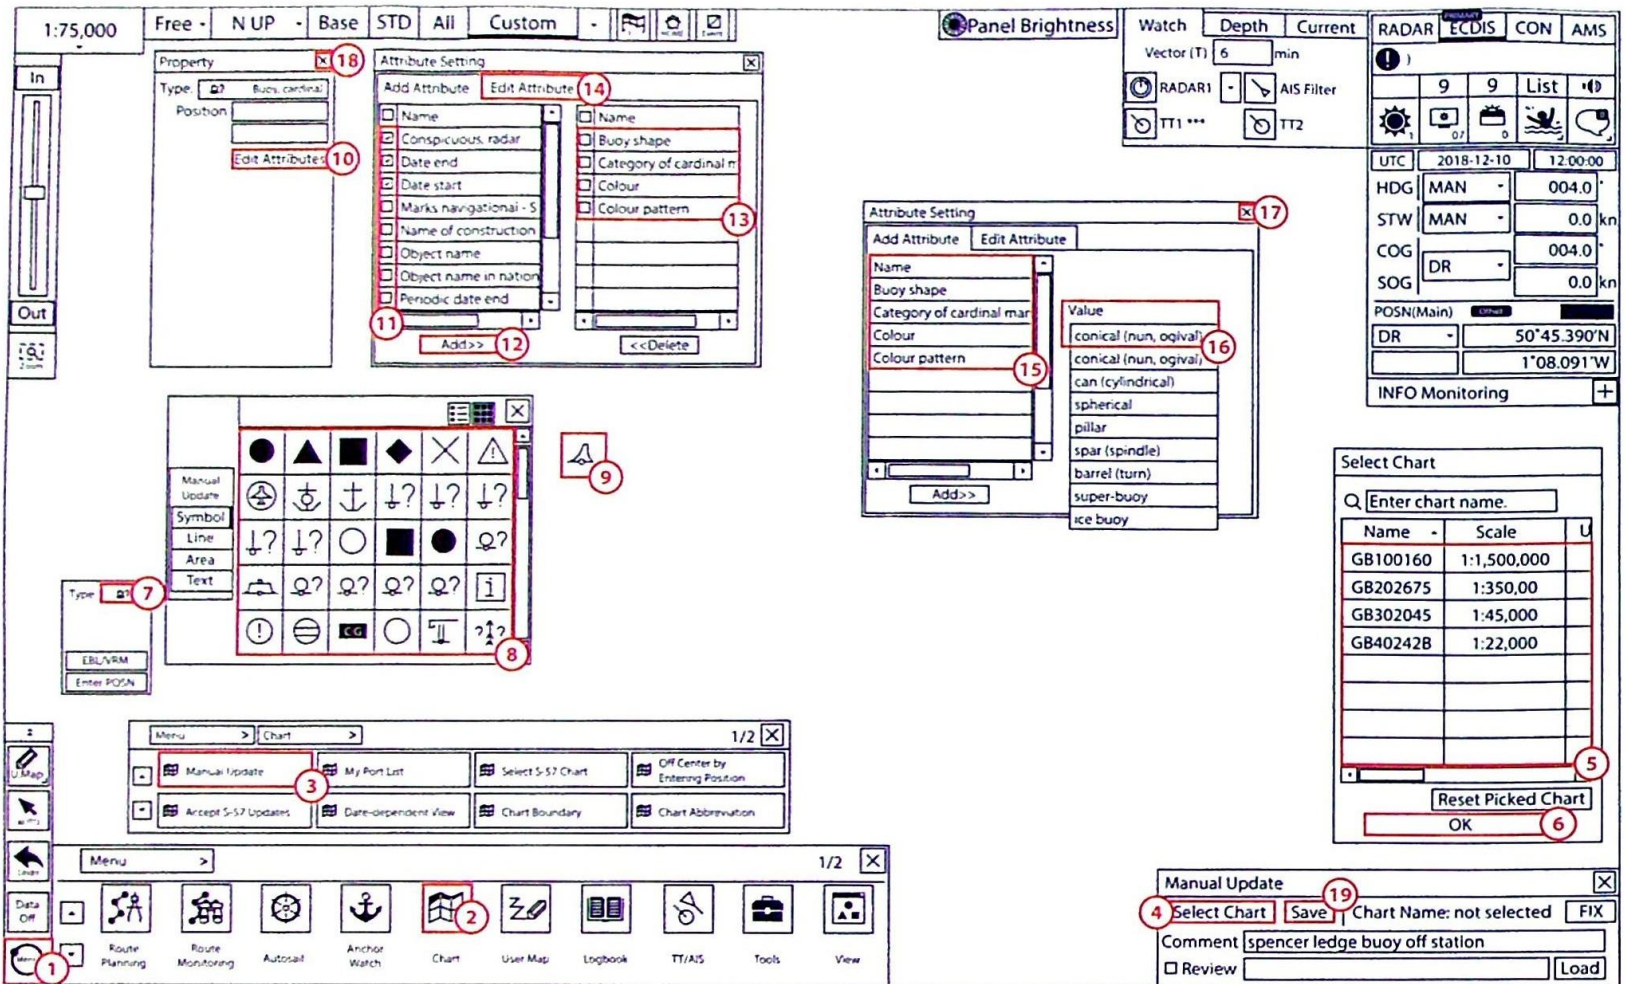 1:75,000
Free
N UP
Base
STD
All
Custom
Panel Brightness
Watch
Depth
Current
Vector (T)
6
min
RADAR1
AIS Filter
TT1 ***
TT2
RADAR
PRIMARY
ECDIS
CON
AMS
9
9
List
1
07
0
UTC
2018-12-10
12:00:00
HDG
MAN
004.0 °
STW
MAN
0.0 kn
COG
004.0 °
DR
SOG
0.0 kn
POSN(Main)
Offset
DR
50°45.390'N
1°08.091'W
INFO Monitoring
In
Out
Zoom
Property
18
Type
Buoy, cardinal
Position
Edit Attributes
10
Attribute Setting
Add Attribute
Edit Attribute
14
Name
Conspicuous, radar
Date end
Date start
Marks navigational - S
Name of construction
Object name
Object name in nation
Periodic date end
11
Add>>
12
Name
Buoy shape
Category of cardinal m
Colour
Colour pattern
13
<<Delete
Attribute Setting
17
Add Attribute
Edit Attribute
Name
Buoy shape
Category of cardinal mar
Colour
Colour pattern
15
Add>>
Value
conical (nun, ogival)
16
conical (nun, ogival)
can (cylindrical)
spherical
pillar
spar (spindle)
barrel (turn)
super-buoy
ice buoy
Manual
Update
Symbol
Line
Area
Text
CG
8
9
Type
7
EBL/VRM
Enter POSN
Select Chart
Enter chart name.
Name
Scale
U
GB100160
1:1,500,000
GB202675
1:350,00
GB302045
1:45,000
GB40242B
1:22,000
5
Reset Picked Chart
OK
6
U.Map
Data
Off
Menu
1
Menu >
Chart >
1/2
Manual Update
3
My Port List
Select S-57 Chart
Off Center by
Entering Position
Accept S-57 Updates
Date-dependent View
Chart Boundary
Chart Abbreviation
Menu >
1/2
2
Route
Planning
Route
Monitoring
Autosail
Anchor
Watch
Chart
User Map
Logbook
TT/AIS
Tools
View
Manual Update
19
4
Select Chart
Save
Chart Name: not selected
FIX
Comment
spencer ledge buoy off station
Review
Load